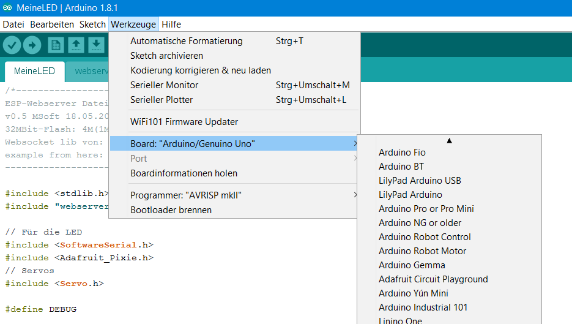 MeineLED | Arduino 1.8.1
Datei Bearbeiten Sketch Werkzeuge Hilfe
Automatische Formatierung Strg+T
Sketch archivieren
Kodierung korrigieren & neu laden
Serieller Monitor Strg+Umschalt+M
Serieller Plotter Strg+Umschalt+L
WiFi101 Firmware Updater
Board: "Arduino/Genuino Uno"
Port
Boardinformationen holen
Programmer: "AVRISP mkII"
Bootloader brennen
Arduino Fio
Arduino BT
LilyPad Arduino USB
LilyPad Arduino
Arduino Pro or Pro Mini
Arduino NG or older
Arduino Robot Control
Arduino Robot Motor
Arduino Gemma
Adafruit Circuit Playground
Arduino Yún Mini
Arduino Industrial 101
Linino One
MeineLED webserv
/*
ESP-Webserver Datei
v0.5 MSoft 18.05.20
32MBit-Flash: 4M(1M
Websocket lib von:
example from here:
#include <stdlib.h>
#include "webserver
// Für die LED
#include <SoftwareSerial.h>
#include <Adafruit_Pixie.h>
// Servos
#include <Servo.h>
#define DEBUG